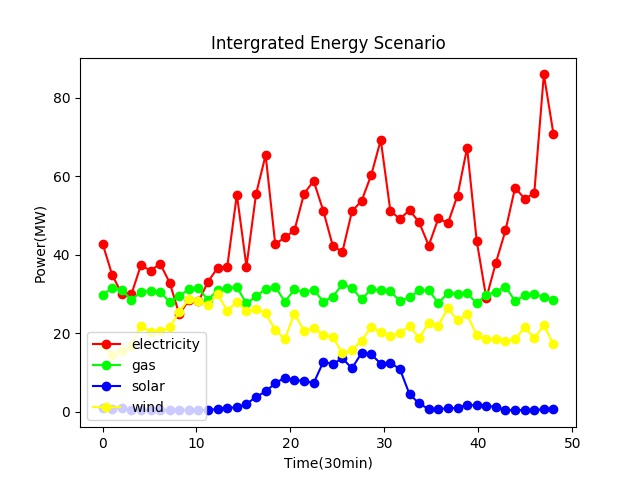 Intergrated Energy Scenario
Power(MW)
80
60
40
20
0
electricity
gas
solar
wind
0 10 20 30 40 50
Time(30min)